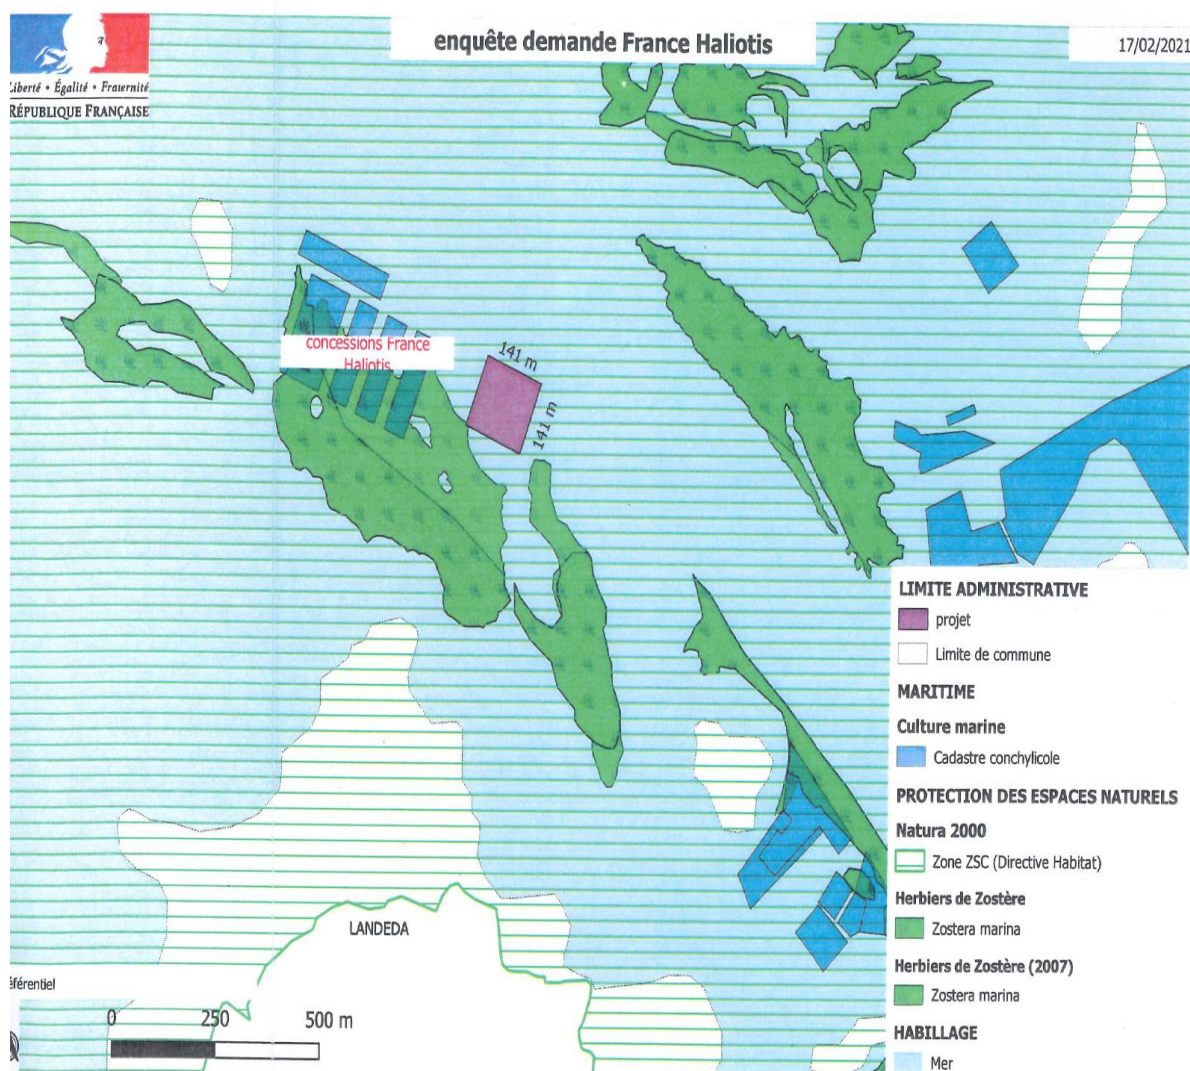 enquête demande France Haliotis
17/02/2021
Liberté • Égalité • Fraternité
RÉPUBLIQUE FRANÇAISE
concessions France
Haliotis
141 m
141 m
LIMITE ADMINISTRATIVE
projet
Limite de commune
MARITIME
Culture marine
Cadastre conchylicole
PROTECTION DES ESPACES NATURELS
Natura 2000
Zone ZSC (Directive Habitat)
Herbiers de Zostère
Zostera marina
Herbiers de Zostère (2007)
Zostera marina
HABILLAGE
Mer
LANDEDA
éférentiel
0 250 500 m